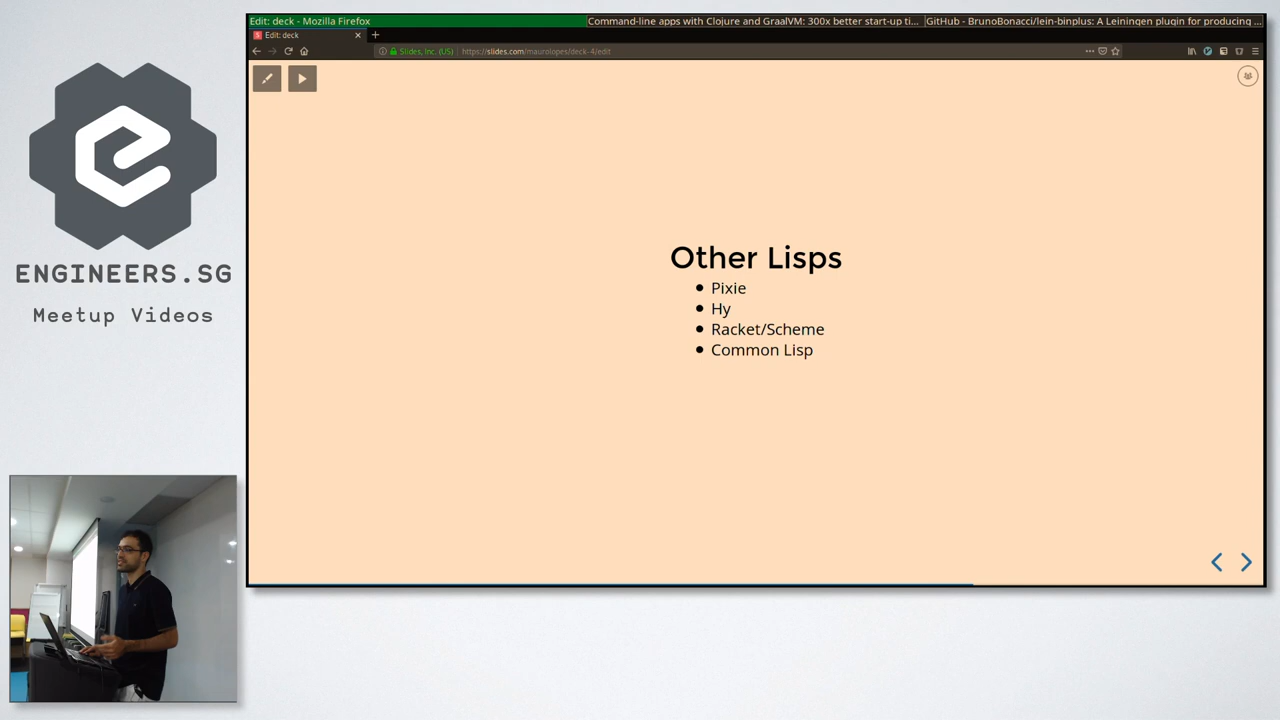 Edit: deck - Mozilla Firefox
Command-line apps with Clojure and GraalVM: 300x better start-up ti...
GitHub - BrunoBonacci/lein-binplus: A Leiningen plugin for producing ...
S Edit: deck
Slides, Inc. (US)
https://slides.com/maurolopes/deck-4/edit
ENGINEERS.SG
Meetup Videos
Other Lisps
Pixie
Hy
Racket/Scheme
Common Lisp